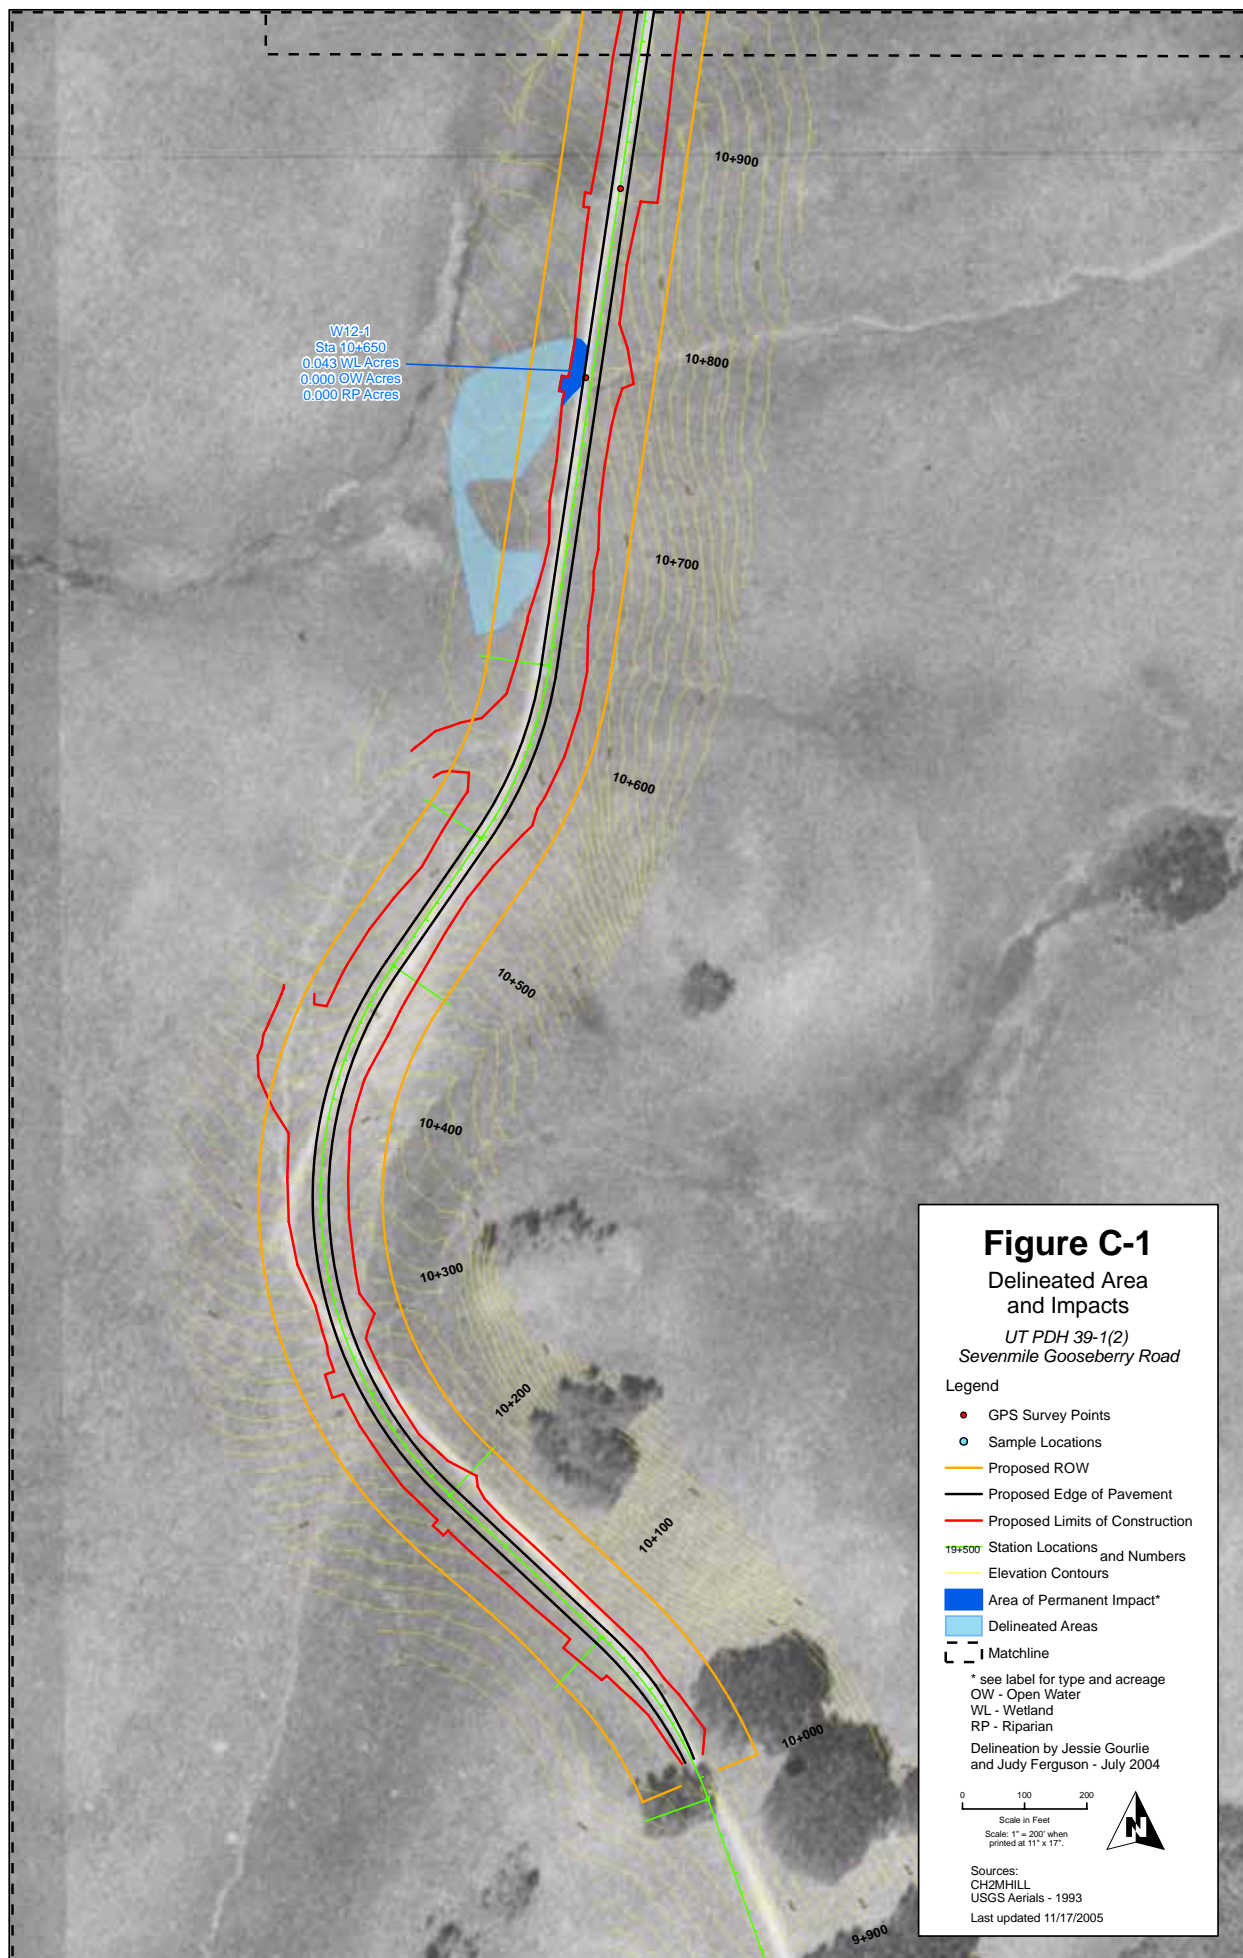 10+900
W12-1
Sta 10+650
0.043 WL Acres
0.000 OW Acres
0.000 RP Acres
10+800
10+700
10+600
10+500
10+400
10+300
10+200
10+100
10+000
9+900
Figure C-1
Delineated Area
and Impacts
UT PDH 39-1(2)
Sevenmile Gooseberry Road
Legend
GPS Survey Points
Sample Locations
Proposed ROW
Proposed Edge of Pavement
Proposed Limits of Construction
19+500 Station Locations and Numbers
Elevation Contours
Area of Permanent Impact*
Delineated Areas
Matchline
* see label for type and acreage
OW - Open Water
WL - Wetland
RP - Riparian
Delineation by Jessie Gourlie
and Judy Ferguson - July 2004
0 100 200
Scale in Feet
Scale: 1" = 200' when
printed at 11" x 17".
N
Sources:
CH2MHILL
USGS Aerials - 1993
Last updated 11/17/2005